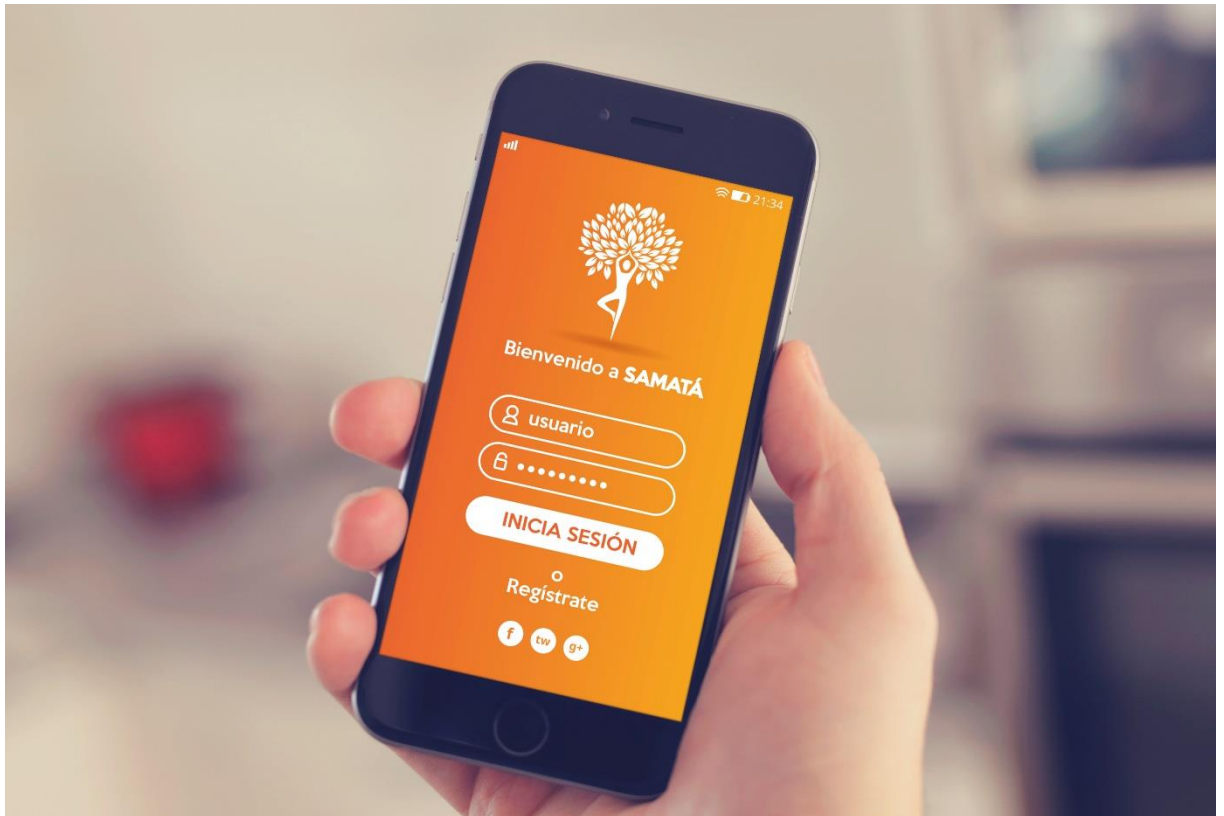 21:34
Bienvenido a SAMATÁ
usuario
INICIA SESIÓN
o
Regístrate
f tw g+